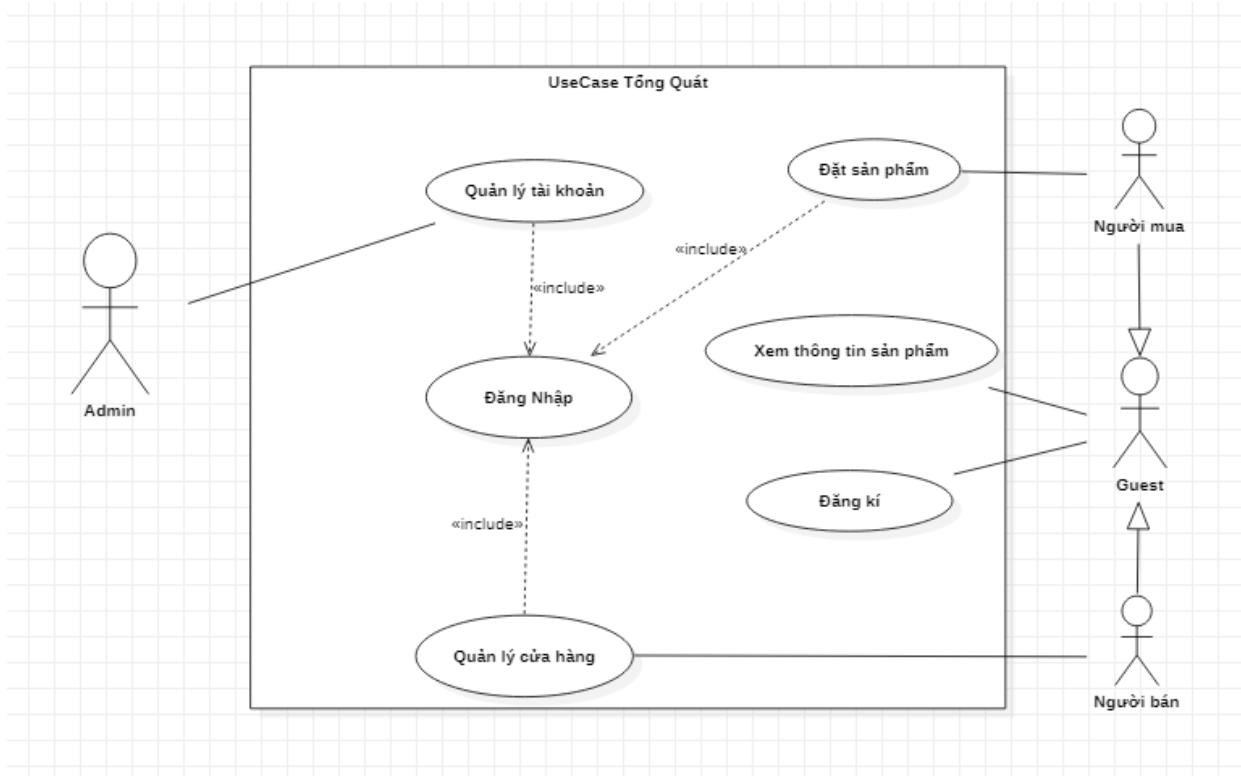 UseCase Tổng Quát
Đặt sản phẩm
Quản lý tài khoản
Người mua
«include»
«include»
Xem thông tin sản phẩm
Đăng Nhập
Admin
Guest
Đăng kí
«include»
Quản lý cửa hàng
Người bán